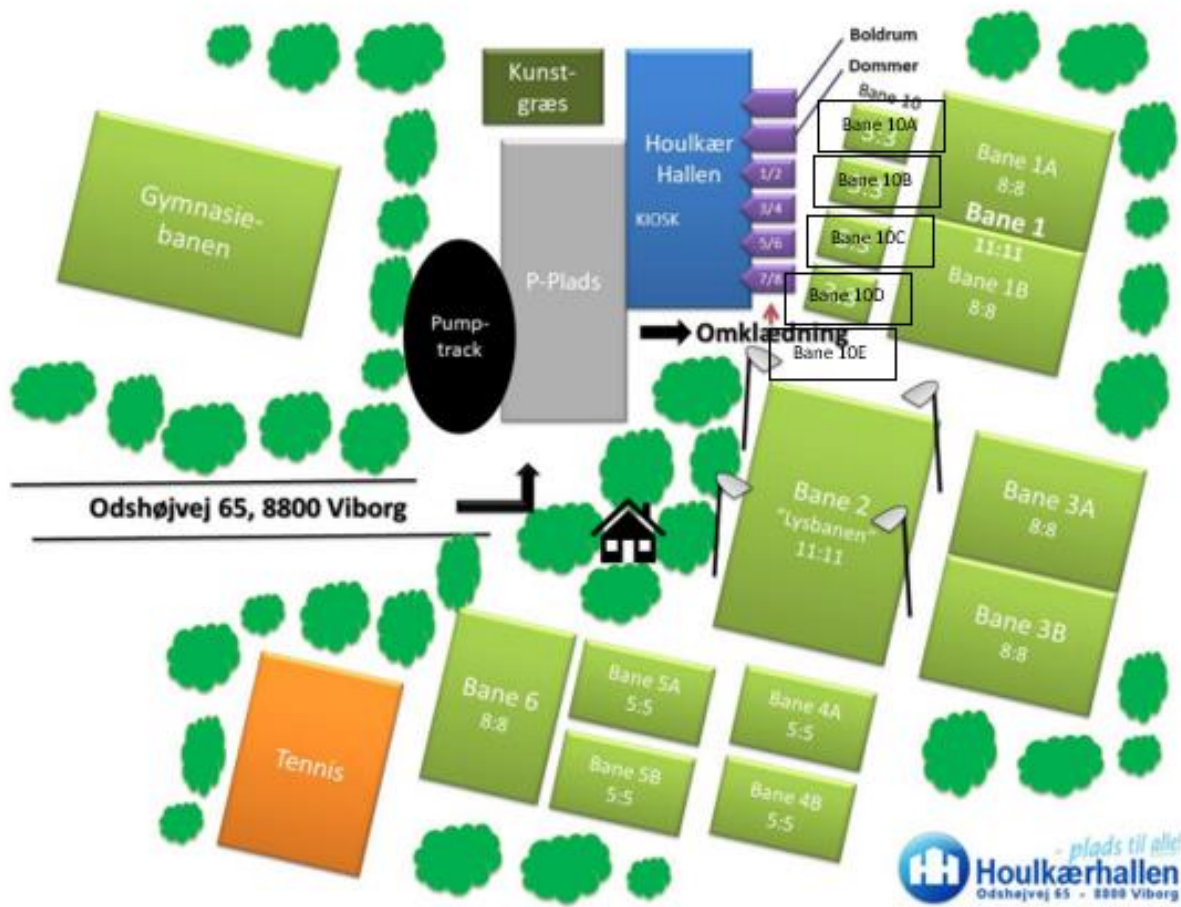 Boldrum
Dommer
Kunst-
græs
Houlkær
Hallen
KIOSK
1/2
3/4
5/6
7/8
Bane 10
Bane 10A
Bane 10B
Bane 10C
Bane 10D
Bane 10E
Bane 1A
8:8
Bane 1
11:11
Bane 1B
8:8
Gymnasie-
banen
P-Plads
Pump-
track
Omklædning
Odshøjvej 65, 8800 Viborg
Bane 2
"Lysbanen"
11:11
Bane 3A
8:8
Bane 3B
8:8
Tennis
Bane 6
8:8
Bane 5A
5:5
Bane 5B
5:5
Bane 4A
5:5
Bane 4B
5:5
- plads til alle!
Houlkærhallen
Odshøjvej 65 - 8800 Viborg